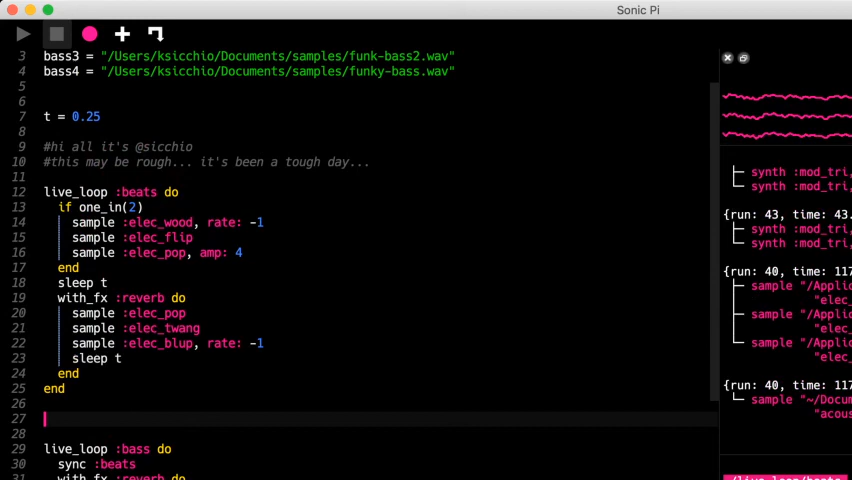 Sonic Pi
3 bass3 = "/Users/ksicchio/Documents/samples/funk-bass2.wav"
4 bass4 = "/Users/ksicchio/Documents/samples/funky-bass.wav"
5
6
7 t = 0.25
8
9 #hi all it's @sicchio
10 #this may be rough... it's been a tough day...
11
12 live_loop :beats do
13 if one_in(2)
14 sample :elec_wood, rate: -1
15 sample :elec_flip
16 sample :elec_pop, amp: 4
17 end
18 sleep t
19 with_fx :reverb do
20 sample :elec_pop
21 sample :elec_twang
22 sample :elec_blup, rate: -1
23 sleep t
24 end
25 end
26
27
28
29 live_loop :bass do
30 sync :beats
31 with_fx :reverb do
synth :mod_tri,
synth :mod_tri,
{run: 43, time: 43.
synth :mod_tri,
synth :mod_tri,
{run: 40, time: 117
sample "/Applic
"elec_
sample "/Applic
"elec_
sample "/Applic
"elec_
{run: 40, time: 117
sample "~/Docum
"acous
/live_loop/beats